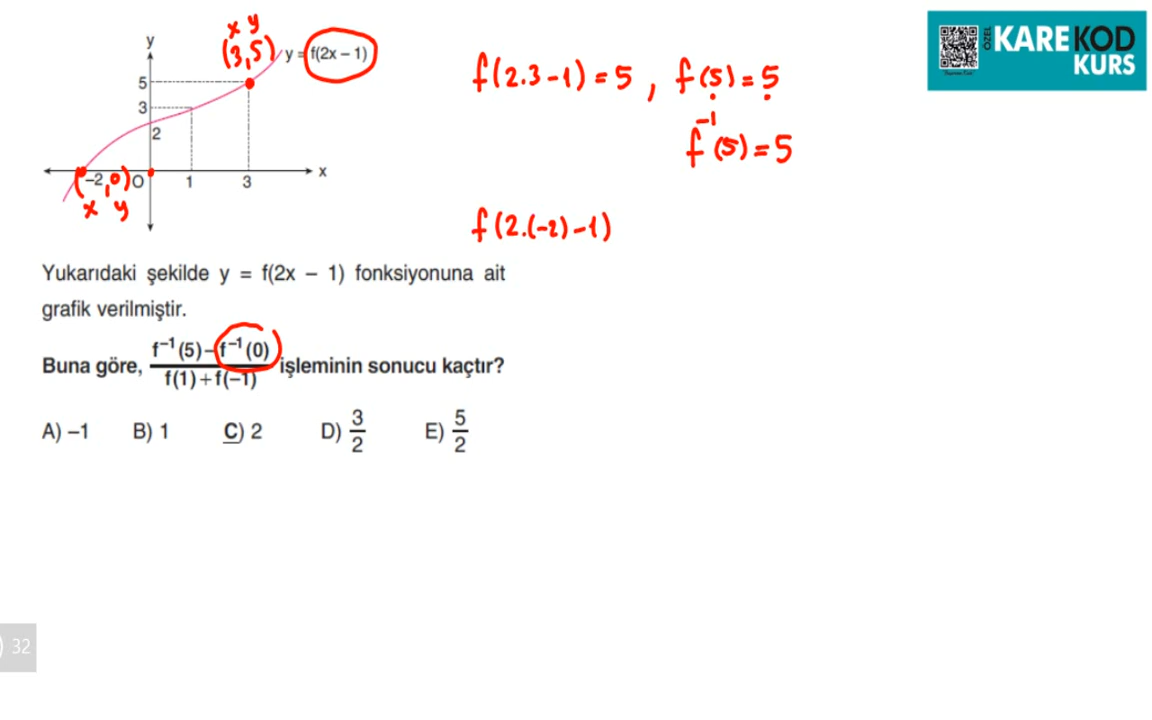 x y
(3,5) y = f(2x – 1)
y
5
3
2
(–2,0) O 1 3 x
x y
f(2.3-1) = 5 , f(5) = 5
f⁻¹(5) = 5
f(2.(-2)-1)
ÖZEL KAREKOD
KURS
Yukarıdaki şekilde y = f(2x – 1) fonksiyonuna ait
grafik verilmiştir.
Buna göre, f⁻¹(5)–f⁻¹(0) / f(1)+f(–1) işleminin sonucu kaçtır?
A) –1 B) 1 C) 2 D) 3/2 E) 5/2
) 32